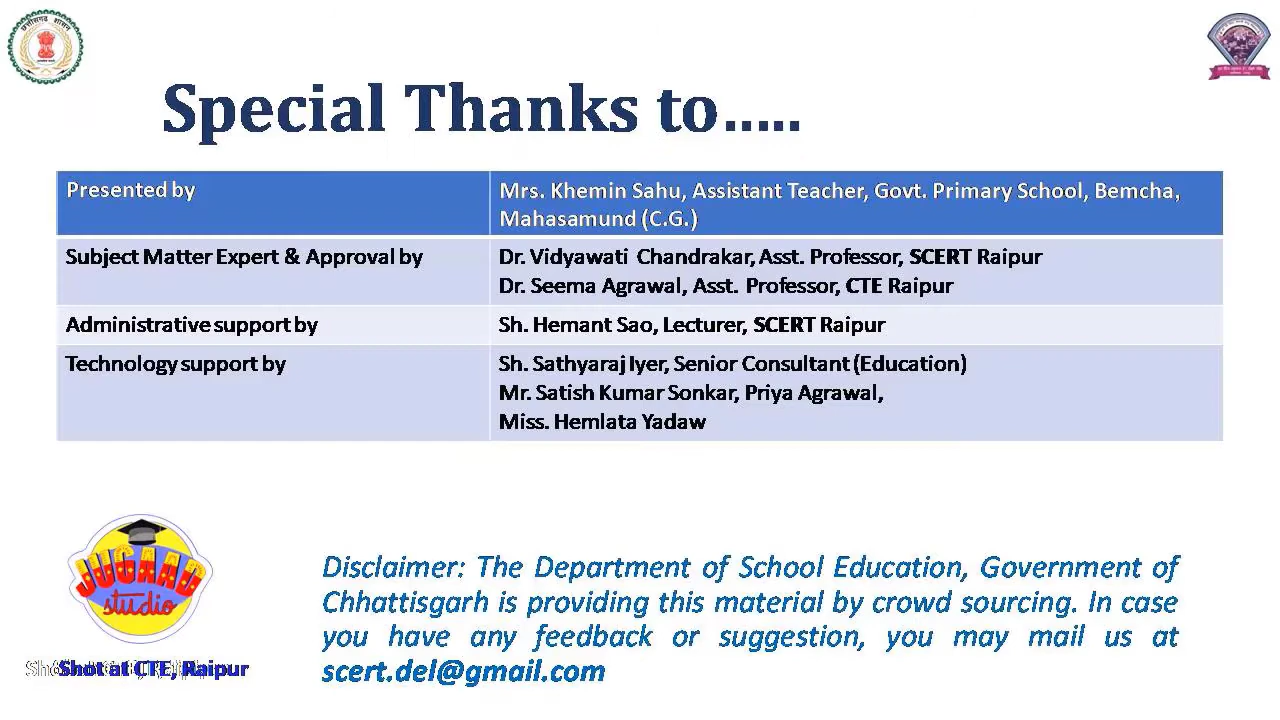 छत्तीसगढ़ शासन
Special Thanks to.....
Presented by
Mrs. Khemin Sahu, Assistant Teacher, Govt. Primary School, Bemcha,
Mahasamund (C.G.)
Subject Matter Expert & Approval by
Dr. Vidyawati Chandrakar, Asst. Professor, SCERT Raipur
Dr. Seema Agrawal, Asst. Professor, CTE Raipur
Administrative support by
Sh. Hemant Sao, Lecturer, SCERT Raipur
Technology support by
Sh. Sathyaraj Iyer, Senior Consultant (Education)
Mr. Satish Kumar Sonkar, Priya Agrawal,
Miss. Hemlata Yadaw
JUGAAD
studio
Shot at CTE, Raipur
Disclaimer: The Department of School Education, Government of
Chhattisgarh is providing this material by crowd sourcing. In case
you have any feedback or suggestion, you may mail us at
scert.del@gmail.com